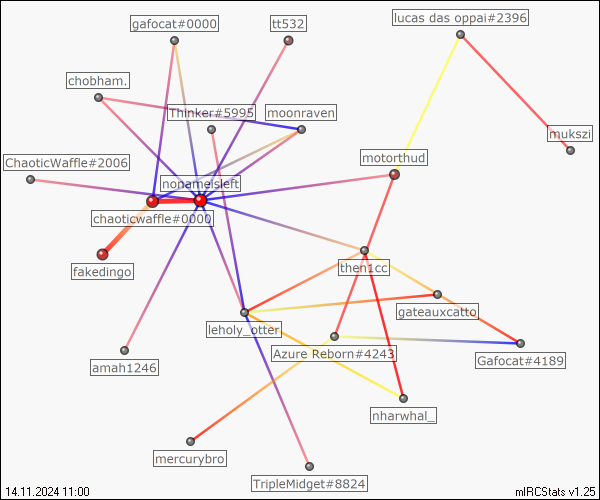 gafocat#0000
tt532
lucas das oppai#2396
chobham.
Thinker#5995
moonraven
mukszi
ChaoticWaffle#2006
motorthud
nonameisleft
chaoticwaffle#0000
fakedingo
then1cc
gateauxcatto
leholy_otter
Azure Reborn#4243
Gafocat#4189
amah1246
nharwhal_
mercurybro
TripleMidget#8824
14.11.2024 11:00
mIRCStats v1.25